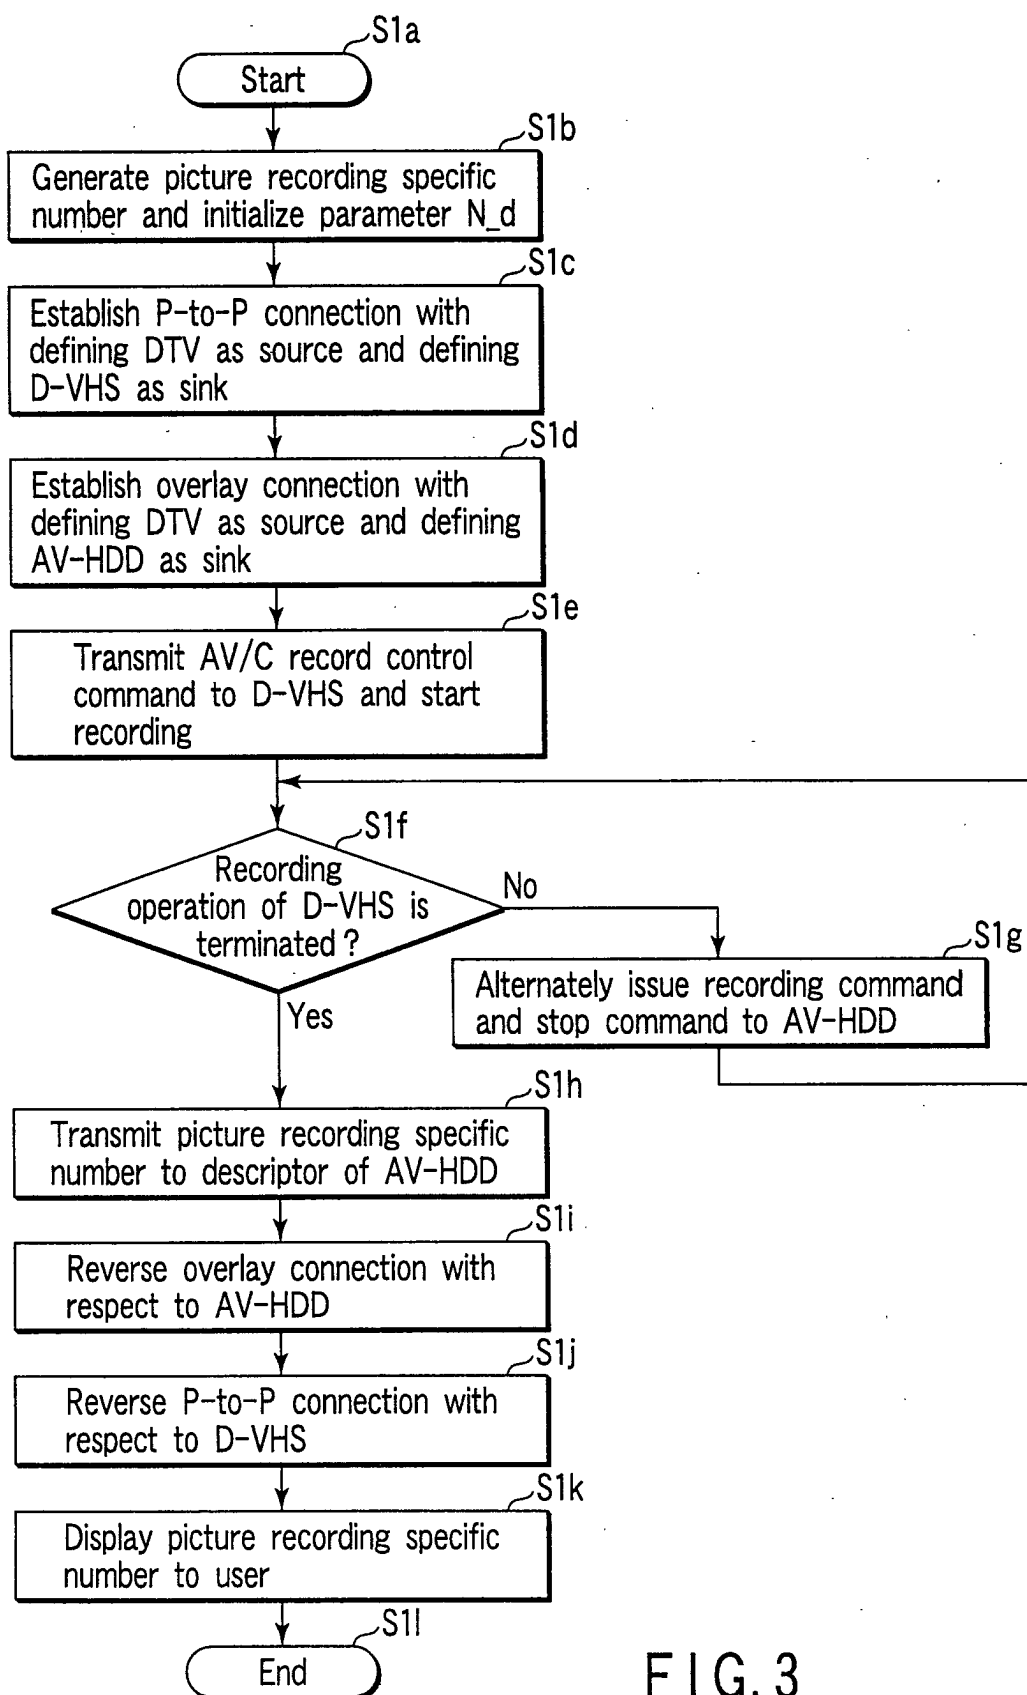 S1a
Start
S1b
Generate picture recording specific
number and initialize parameter N_d
S1c
Establish P-to-P connection with
defining DTV as source and defining
D-VHS as sink
S1d
Establish overlay connection with
defining DTV as source and defining
AV-HDD as sink
S1e
Transmit AV/C record control
command to D-VHS and start
recording
S1f
Recording
operation of D-VHS is
terminated?
No
Yes
S1g
Alternately issue recording command
and stop command to AV-HDD
S1h
Transmit picture recording specific
number to descriptor of AV-HDD
S1i
Reverse overlay connection with
respect to AV-HDD
S1j
Reverse P-to-P connection with
respect to D-VHS
S1k
Display picture recording specific
number to user
S1l
End
FIG. 3